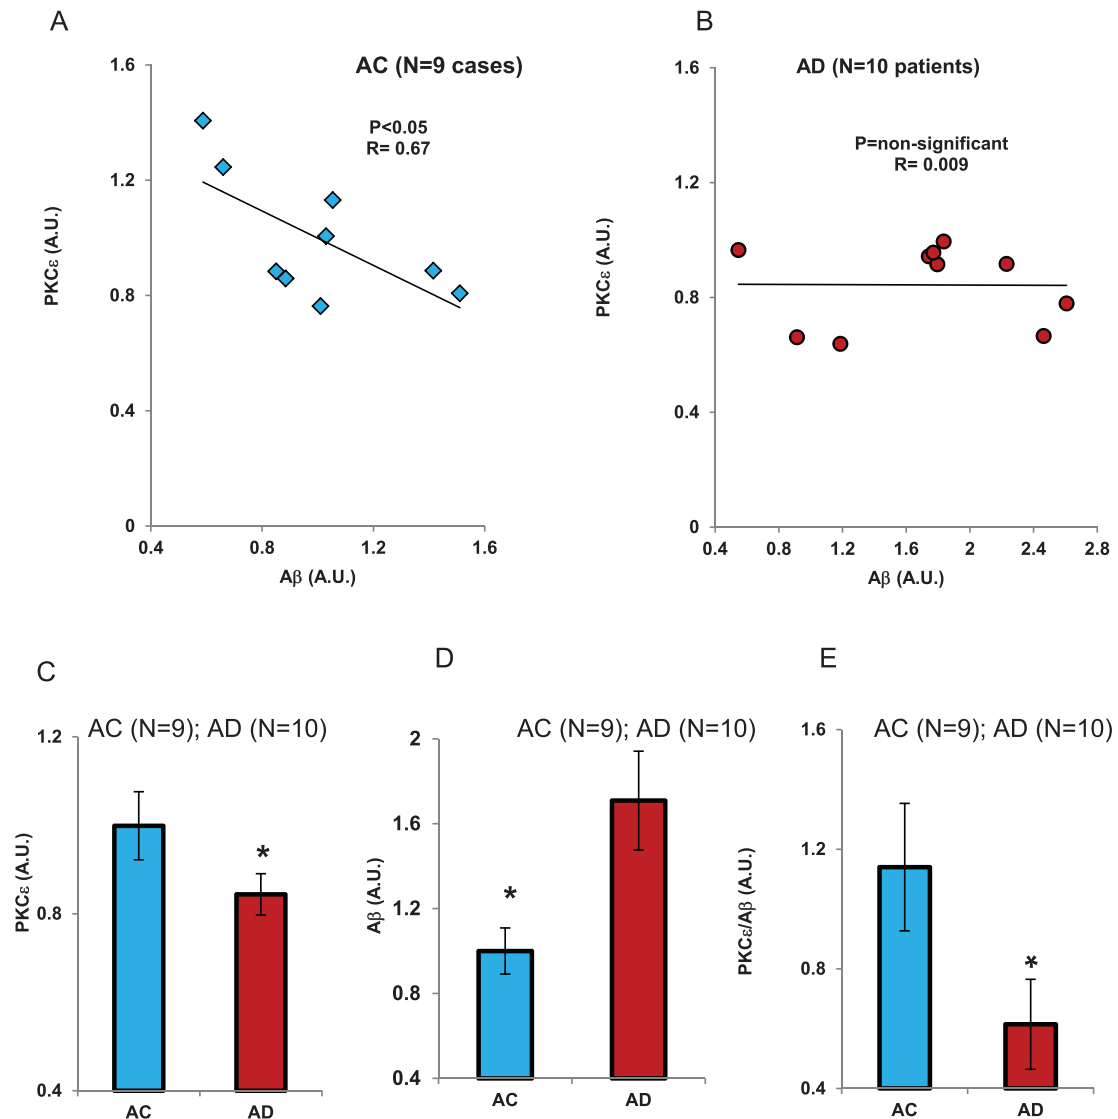 A
AC (N=9 cases)
P<0.05
R= 0.67
PKCε (A.U.)
1.6
1.2
0.8
0.4
0
0.4 0.8 1.2 1.6
Aβ (A.U.)
B
AD (N=10 patients)
P=non-significant
R= 0.009
PKCε (A.U.)
1.6
1.2
0.8
0.4
0
0.4 0.8 1.2 1.6 2 2.4 2.8
Aβ (A.U.)
C
AC (N=9); AD (N=10)
PKCε (A.U.)
1.2
0.8
0.4
*
AC AD
D
AC (N=9); AD (N=10)
Aβ (A.U.)
2
1.6
1.2
0.8
0.4
*
AC AD
E
AC (N=9); AD (N=10)
PKCε/Aβ (A.U.)
1.6
1.2
0.8
0.4
*
AC AD